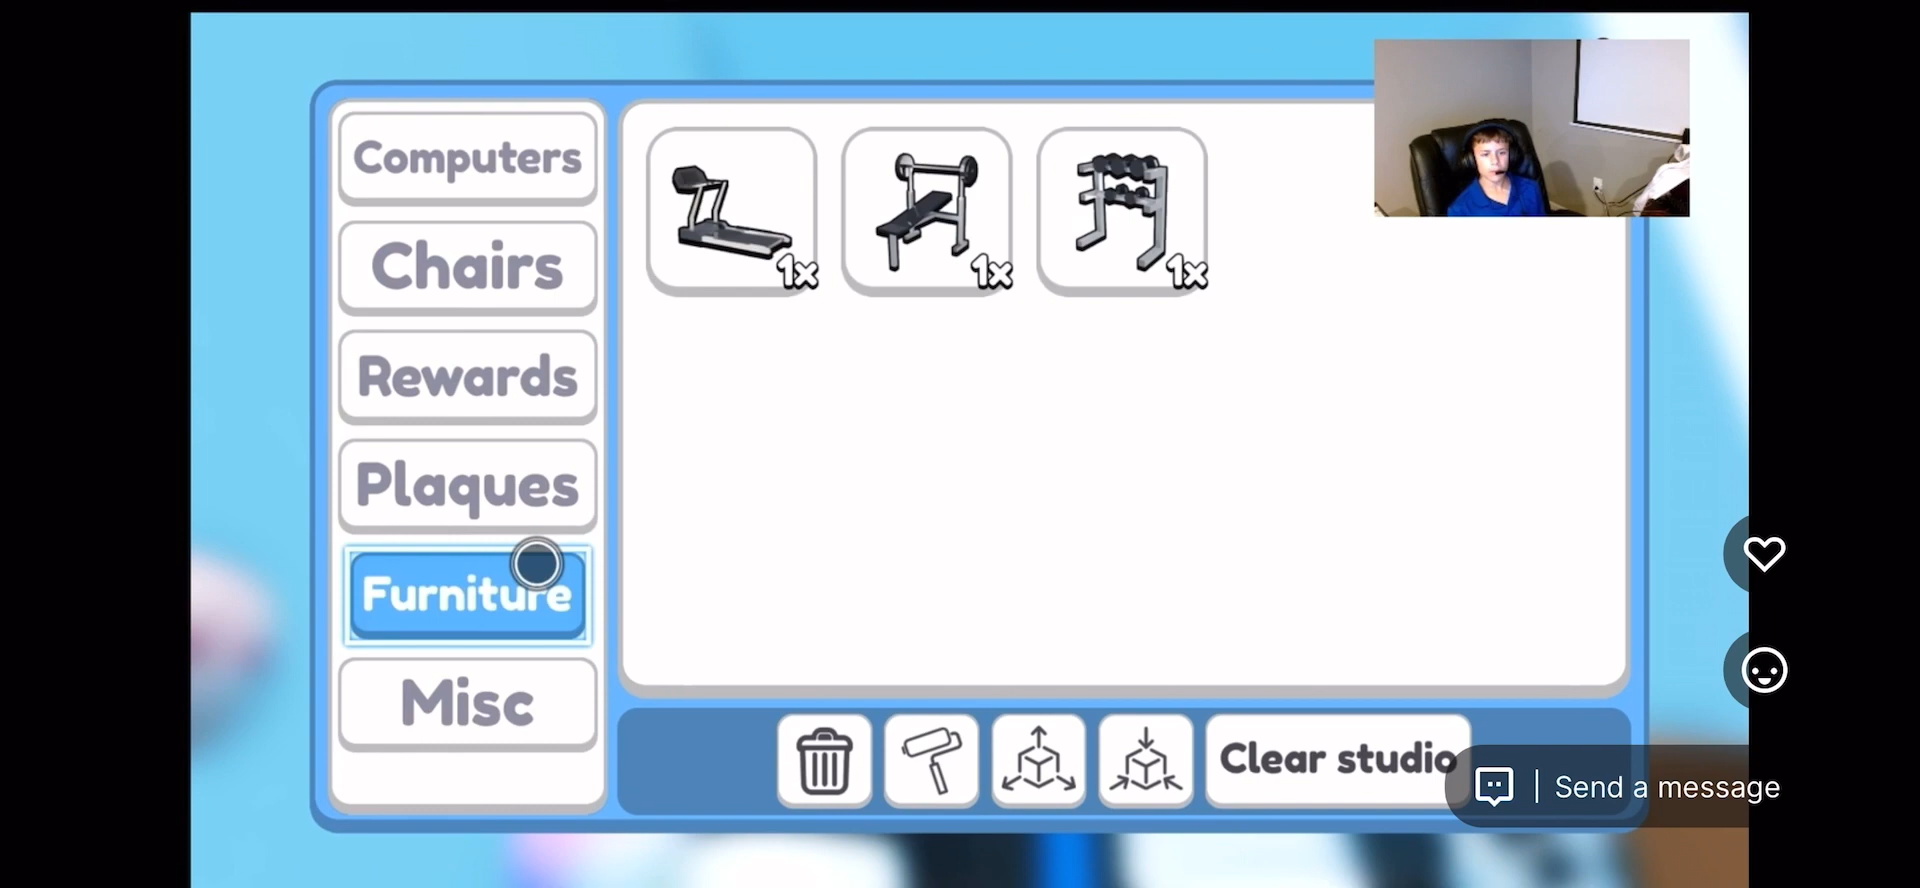 Computers
Chairs
Rewards
Plaques
Furniture
Misc
1x
1x
1x
Clear studio
Send a message